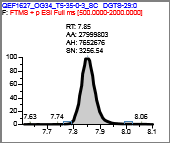 QEF1627_OG34_T5-35-0-3_SC DGTS-29:0
F: FTMS + p ESI Full ms [500.0000-2000.0000]
RT: 7.85
AA: 27999803
AH: 7652676
SN: 3256.54
100
80
60
40
20
0
7.63 7.74 8.06
7.7 7.8 7.9 8.0 8.1